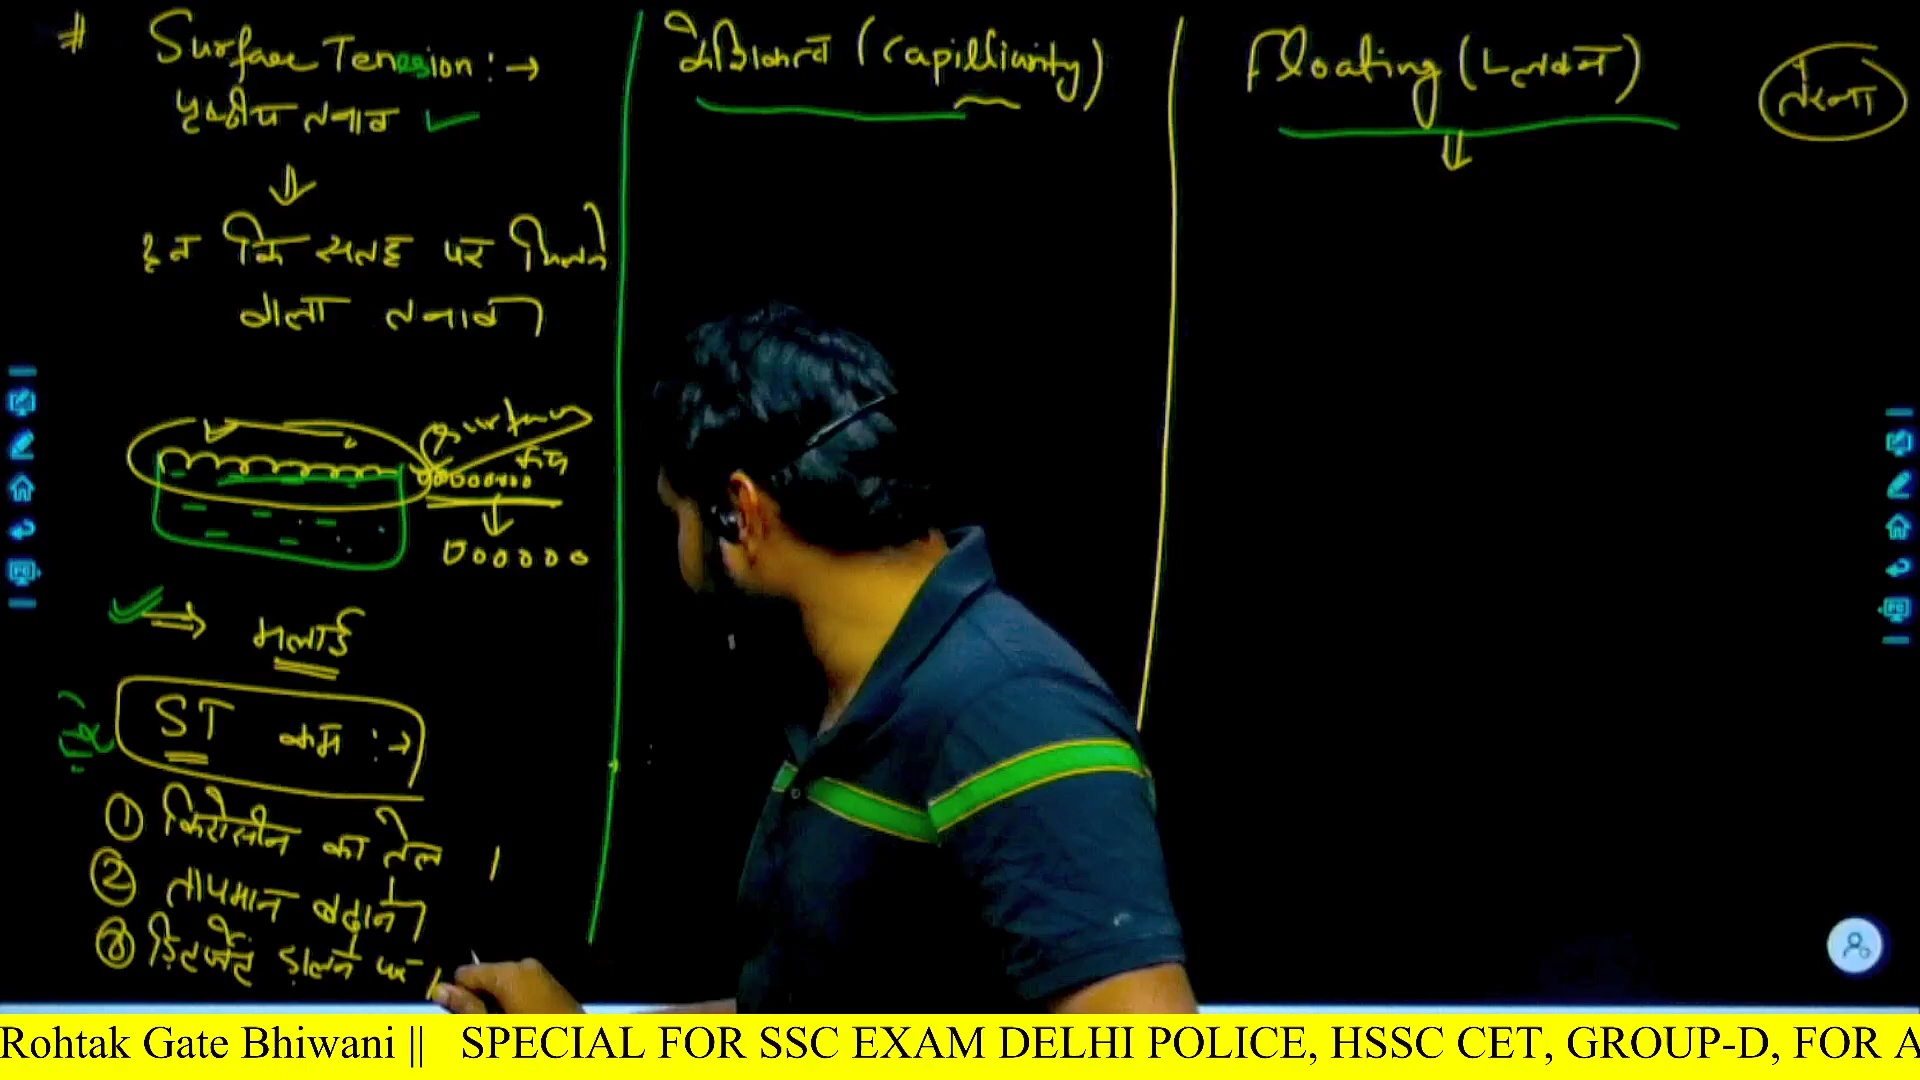 # Surface Tension :→
पृष्ठीय तनाव ✓
द्रव कि सतह पर मिलने
वाला तनाव
surface
→ मलाई
ST कम :→
① किरोसीन का तेल ।
② तापमान बढ़ाने
③ डिटर्जेंट डालने पर
केशिकत्व (Capillarity)
Floating (प्लवन)
तैरना
Rohtak Gate Bhiwani || SPECIAL FOR SSC EXAM DELHI POLICE, HSSC CET, GROUP-D, FOR A